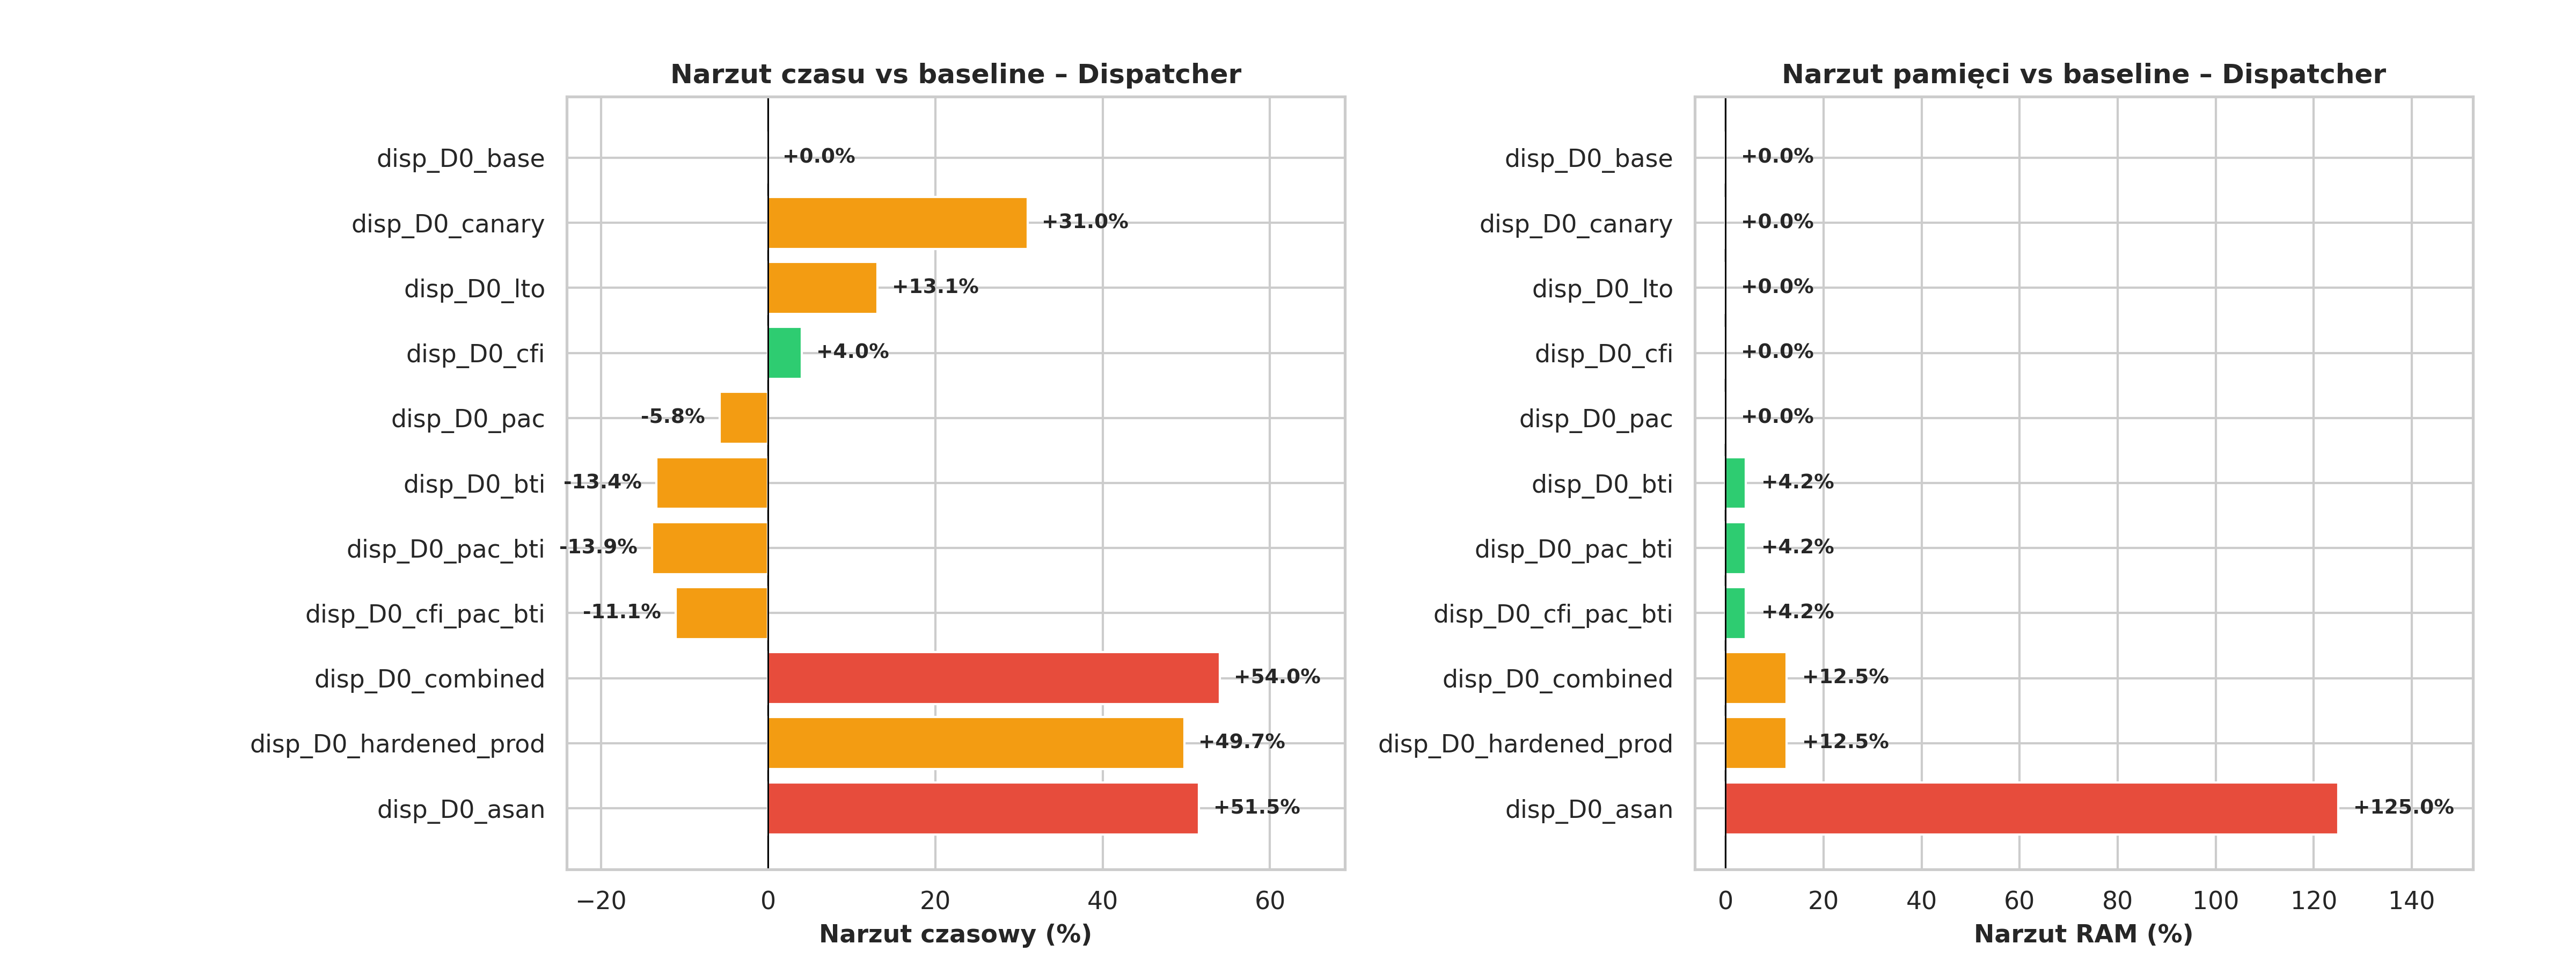 Narzut czasu vs baseline – Dispatcher
disp_D0_base
+0.0%
disp_D0_canary
+31.0%
disp_D0_lto
+13.1%
disp_D0_cfi
+4.0%
disp_D0_pac
-5.8%
disp_D0_bti
-13.4%
disp_D0_pac_bti
-13.9%
disp_D0_cfi_pac_bti
-11.1%
disp_D0_combined
+54.0%
disp_D0_hardened_prod
+49.7%
disp_D0_asan
+51.5%
−20 0 20 40 60
Narzut czasowy (%)
Narzut pamięci vs baseline – Dispatcher
disp_D0_base
+0.0%
disp_D0_canary
+0.0%
disp_D0_lto
+0.0%
disp_D0_cfi
+0.0%
disp_D0_pac
+0.0%
disp_D0_bti
+4.2%
disp_D0_pac_bti
+4.2%
disp_D0_cfi_pac_bti
+4.2%
disp_D0_combined
+12.5%
disp_D0_hardened_prod
+12.5%
disp_D0_asan
+125.0%
0 20 40 60 80 100 120 140
Narzut RAM (%)